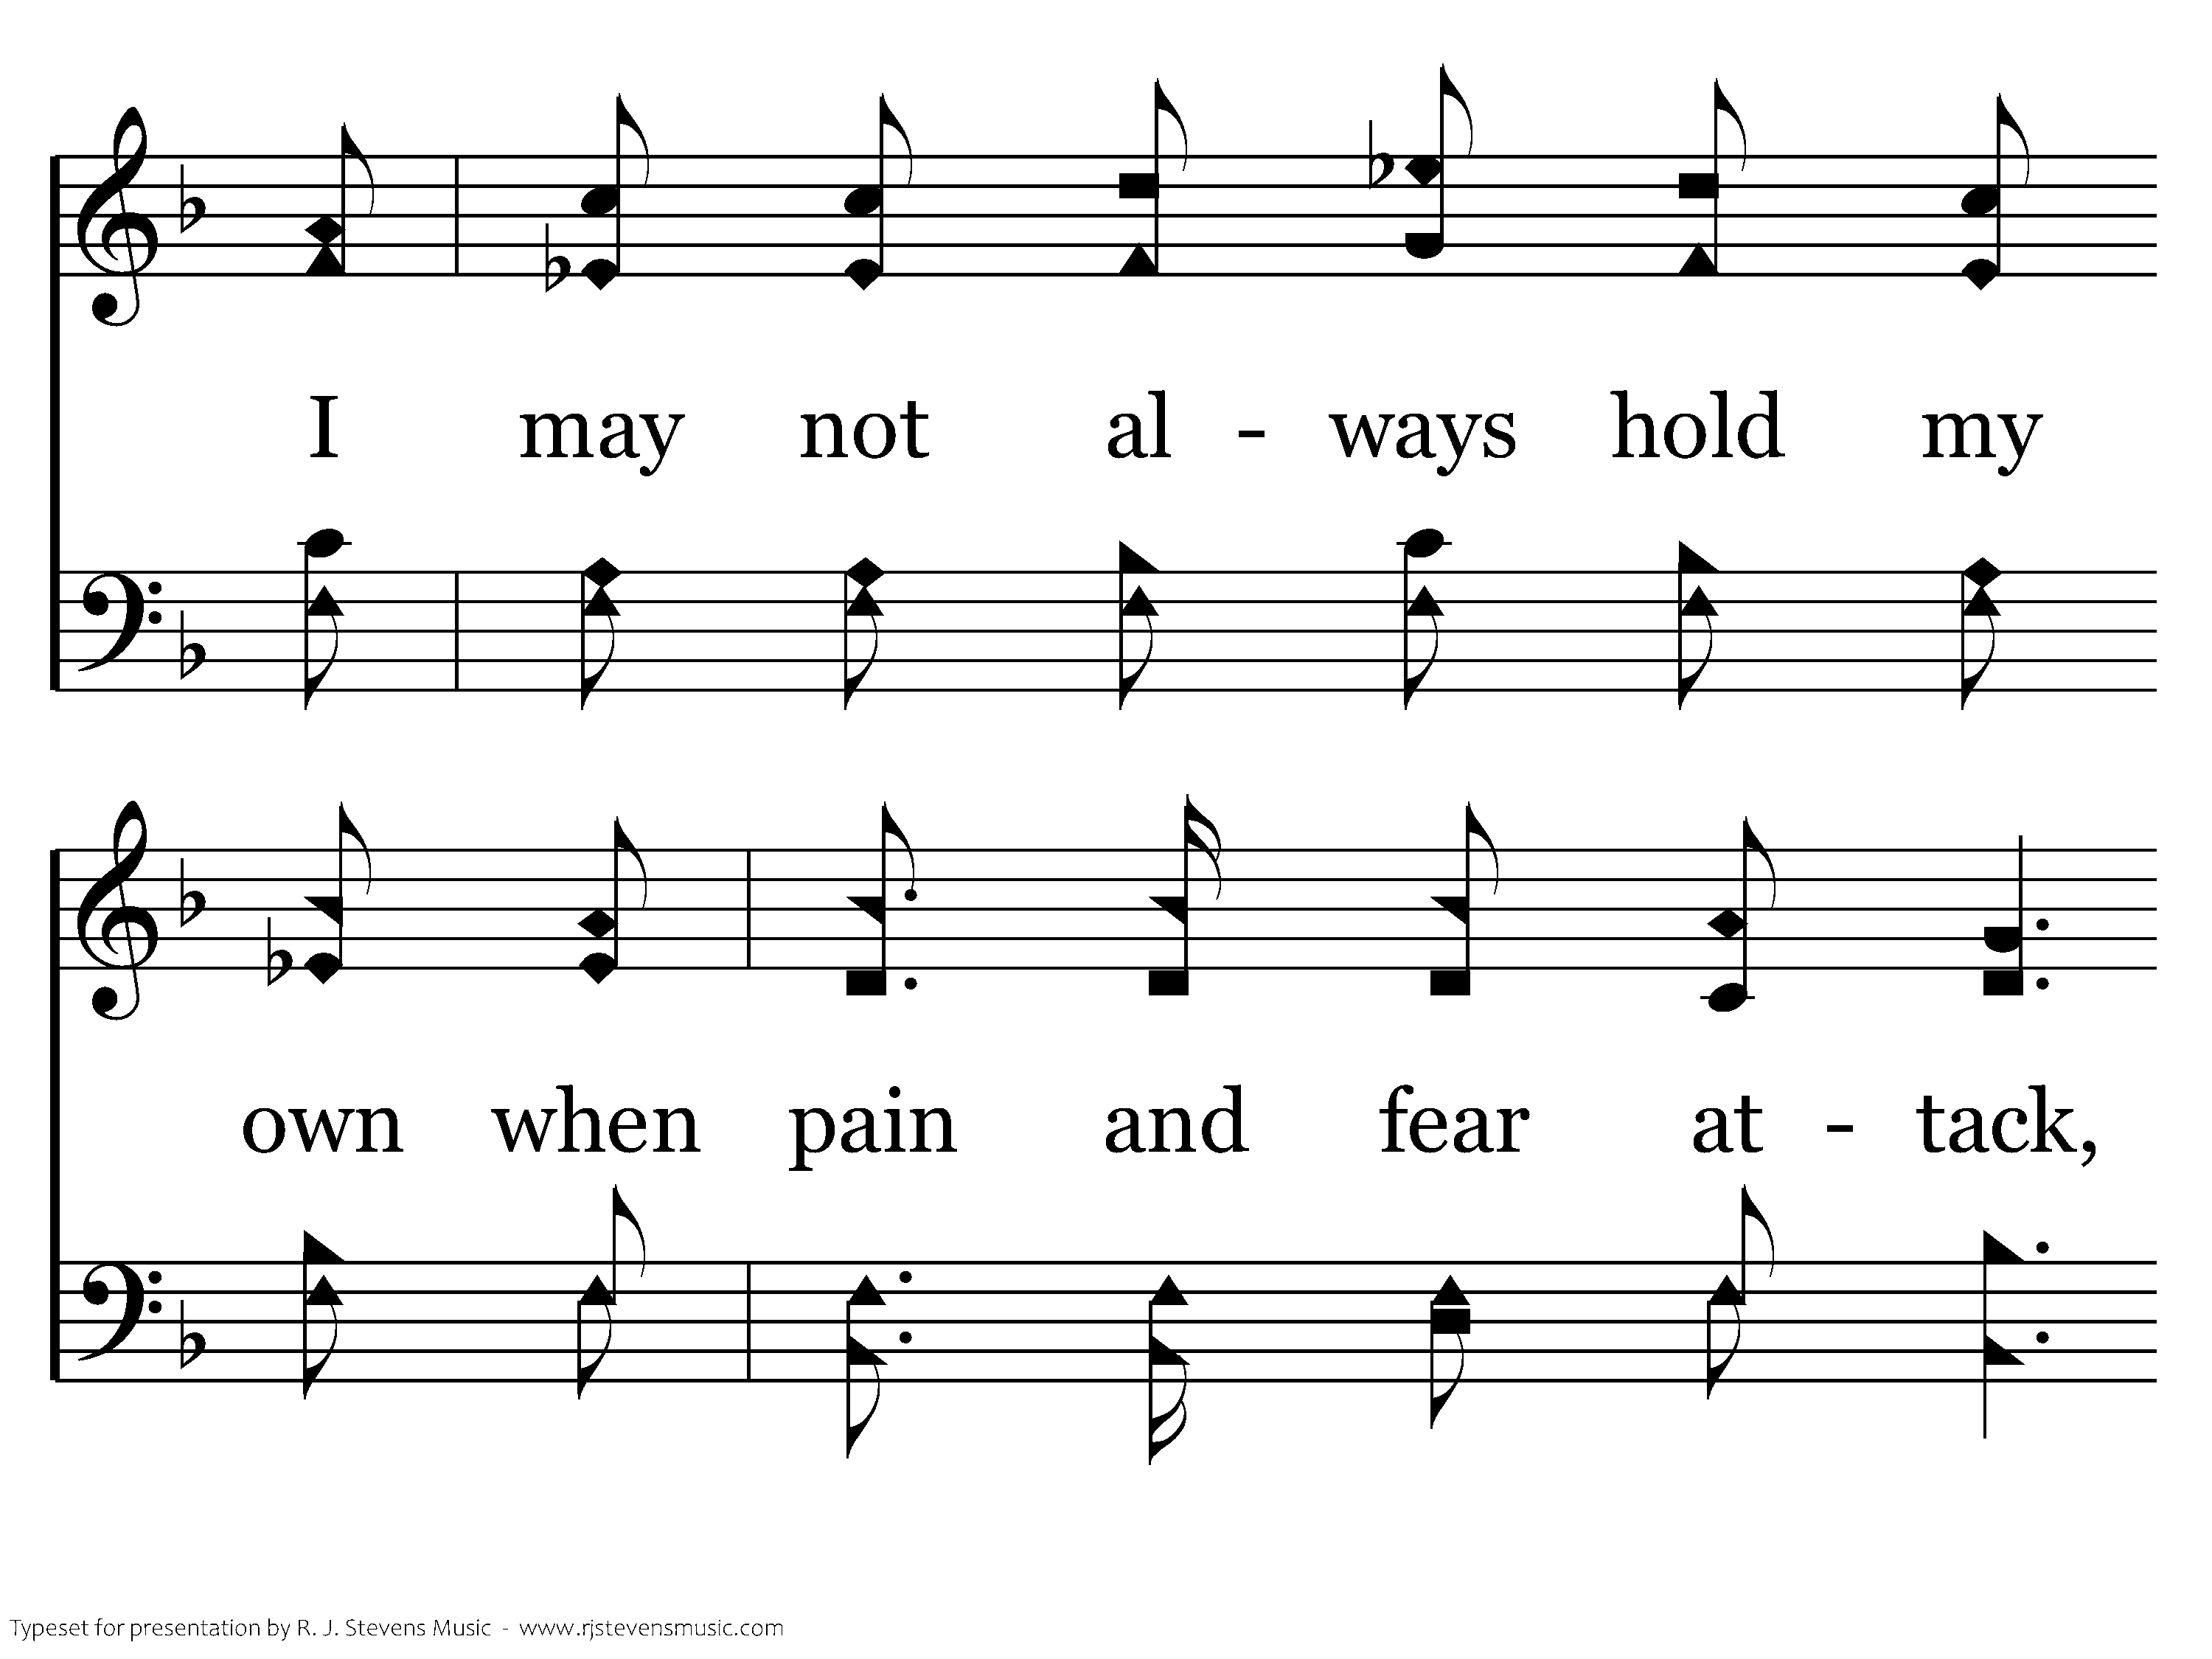 I may not al - ways hold my
own when pain and fear at - tack,
Typeset for presentation by R. J. Stevens Music - www.rjstevensmusic.com